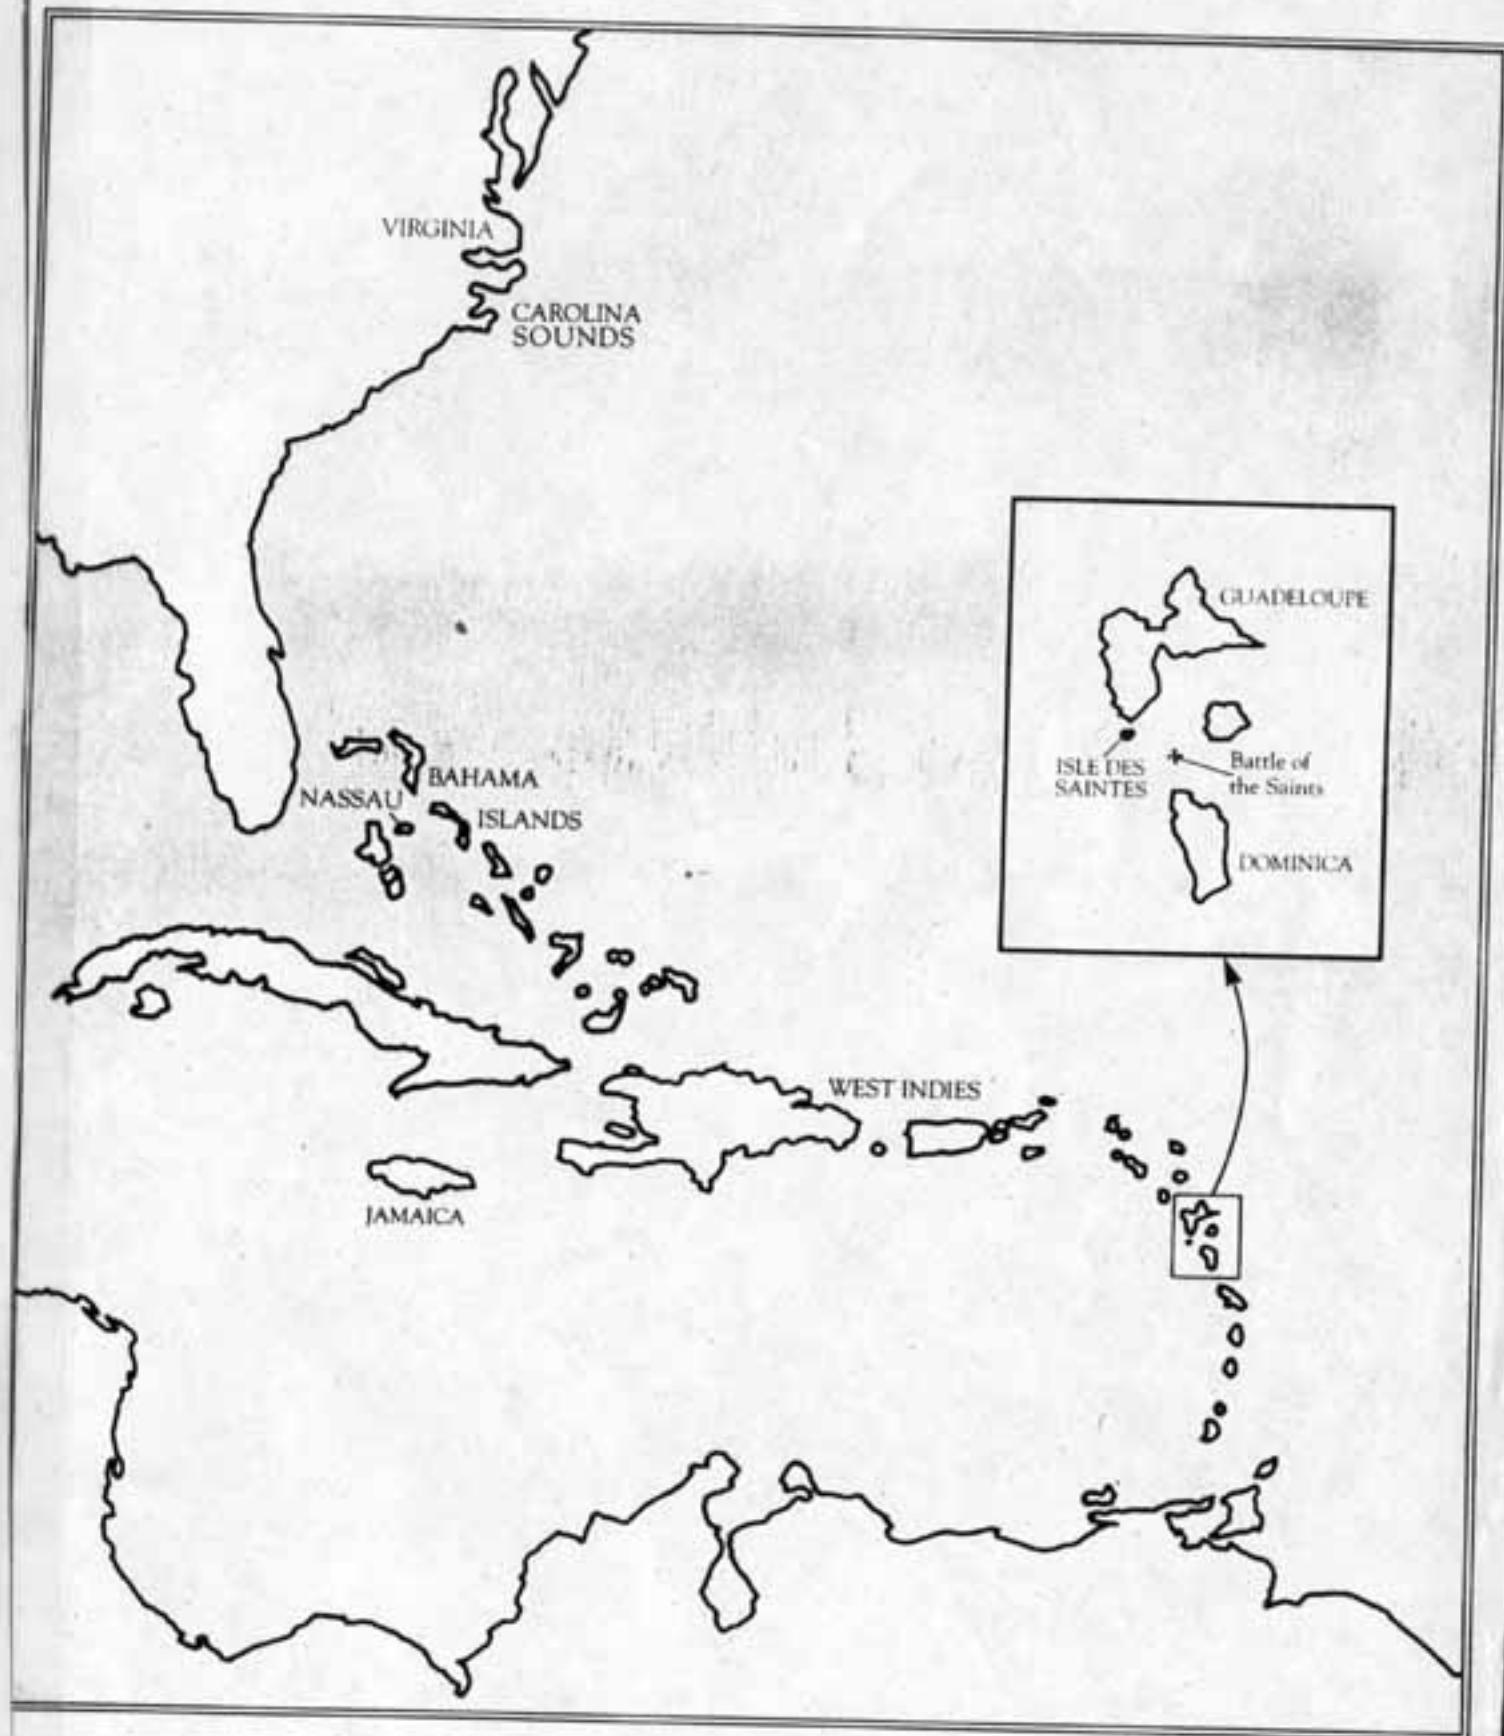 VIRGINIA
CAROLINA
SOUNDS
GUADELOUPE
ISLE DES
SAINTES
Battle of
the Saints
DOMINICA
BAHAMA
NASSAU
ISLANDS
WEST INDIES
JAMAICA